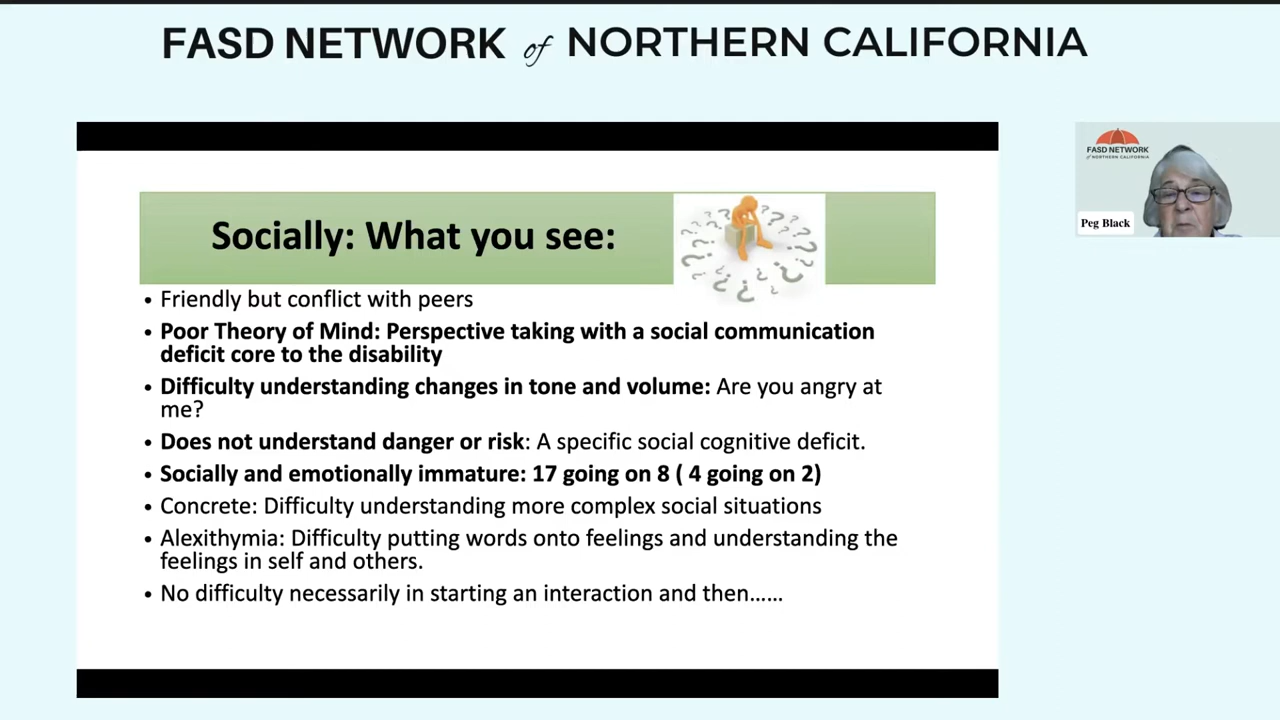 FASD NETWORK of NORTHERN CALIFORNIA
FASD NETWORK
of NORTHERN CALIFORNIA
Peg Black
Socially: What you see:
• Friendly but conflict with peers
• Poor Theory of Mind: Perspective taking with a social communication
deficit core to the disability
• Difficulty understanding changes in tone and volume: Are you angry at
me?
• Does not understand danger or risk: A specific social cognitive deficit.
• Socially and emotionally immature: 17 going on 8 ( 4 going on 2)
• Concrete: Difficulty understanding more complex social situations
• Alexithymia: Difficulty putting words onto feelings and understanding the
feelings in self and others.
• No difficulty necessarily in starting an interaction and then……